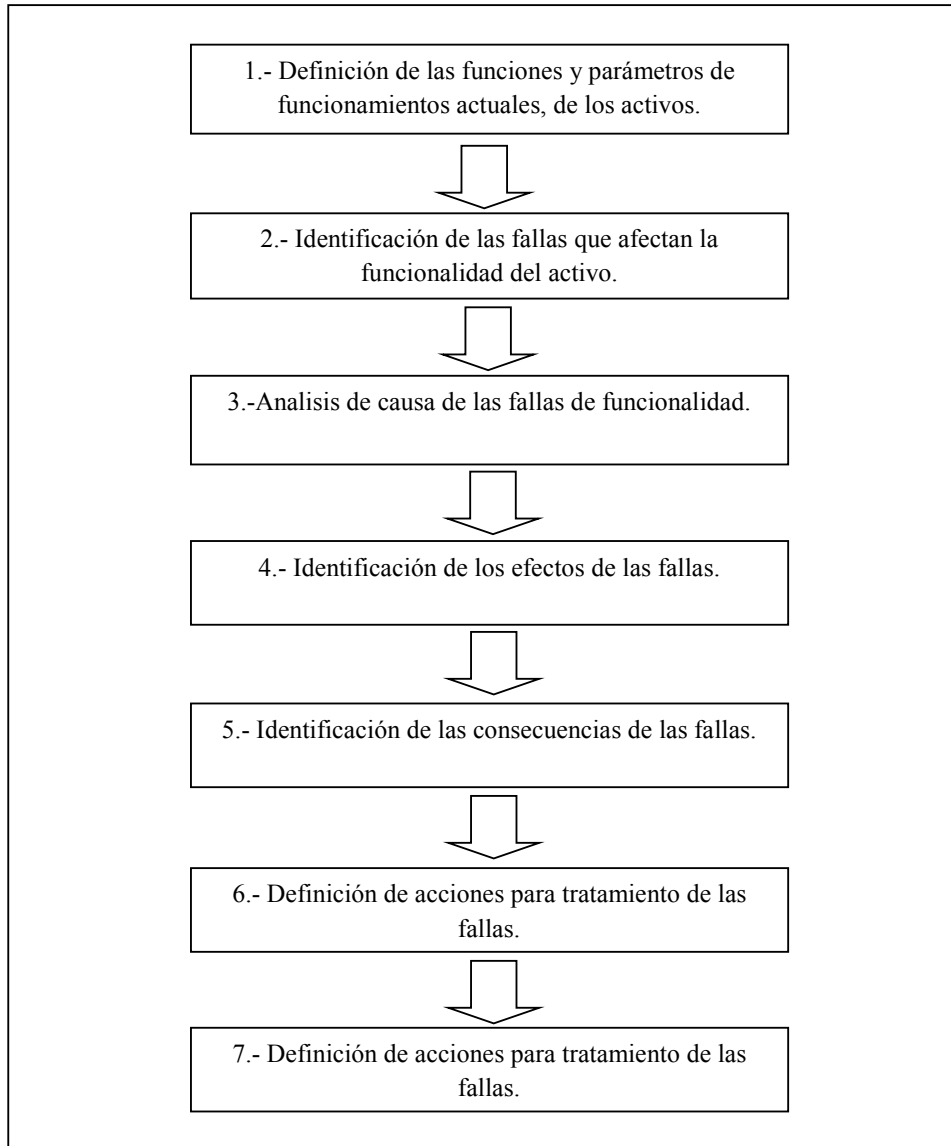 1.- Definición de las funciones y parámetros de
funcionamientos actuales, de los activos.
2.- Identificación de las fallas que afectan la
funcionalidad del activo.
3.-Analisis de causa de las fallas de funcionalidad.
4.- Identificación de los efectos de las fallas.
5.- Identificación de las consecuencias de las fallas.
6.- Definición de acciones para tratamiento de las
fallas.
7.- Definición de acciones para tratamiento de las
fallas.